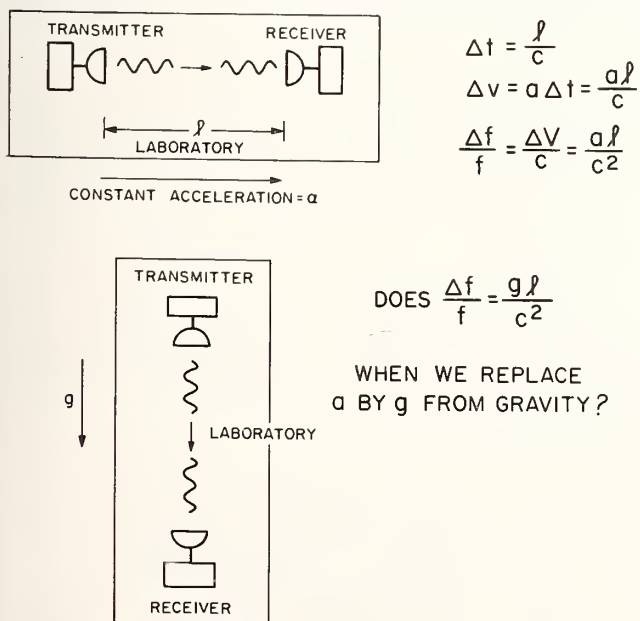 TRANSMITTER RECEIVER
ℓ
LABORATORY
CONSTANT ACCELERATION = a
Δt = ℓ/c
Δv = a Δt = aℓ/c
Δf/f = ΔV/c = aℓ/c²
TRANSMITTER
g
LABORATORY
RECEIVER
DOES Δf/f = gℓ/c²
WHEN WE REPLACE
a BY g FROM GRAVITY?